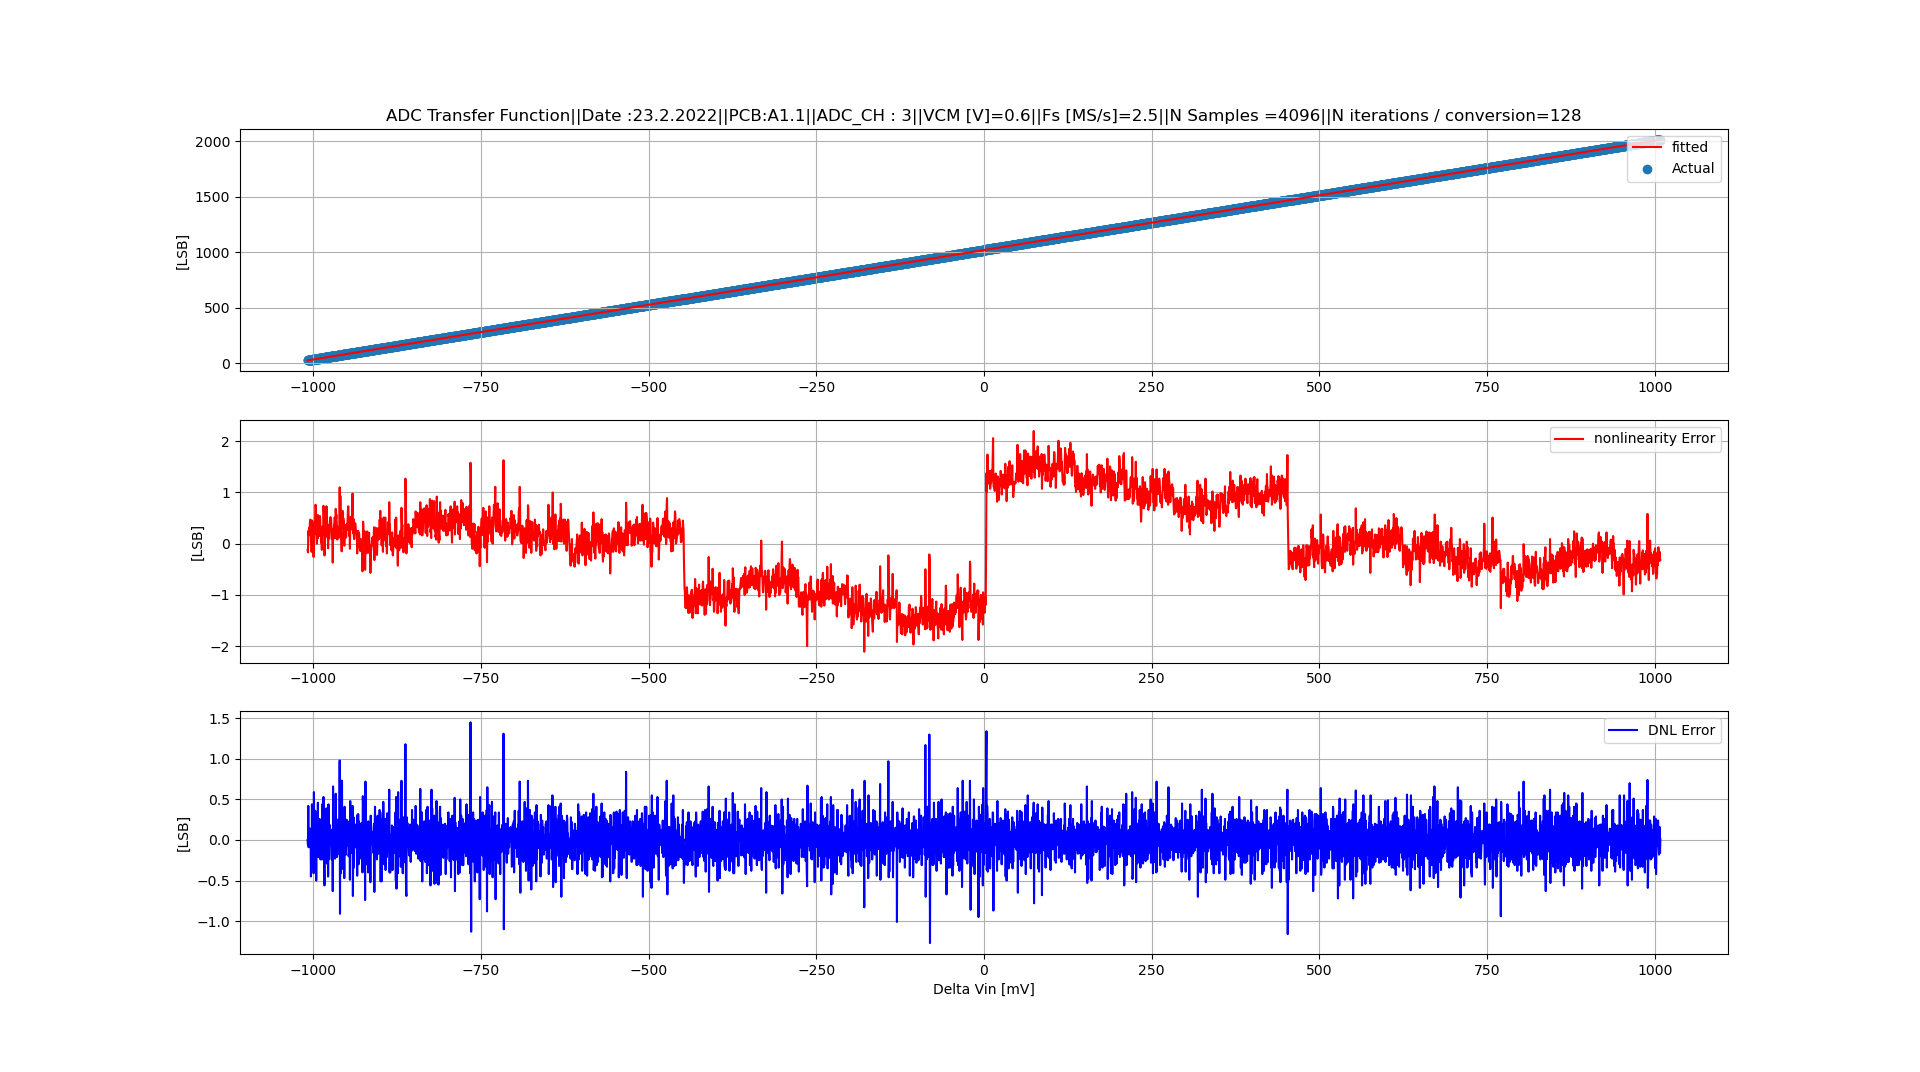 ADC Transfer Function||Date :23.2.2022||PCB:A1.1||ADC_CH : 3||VCM [V]=0.6||Fs [MS/s]=2.5||N Samples =4096||N iterations / conversion=128
2000
1500
1000
500
0
[LSB]
fitted
Actual
−1000 −750 −500 −250 0 250 500 750 1000
2
1
0
−1
−2
[LSB]
nonlinearity Error
−1000 −750 −500 −250 0 250 500 750 1000
1.5
1.0
0.5
0.0
−0.5
−1.0
[LSB]
DNL Error
−1000 −750 −500 −250 0 250 500 750 1000
Delta Vin [mV]